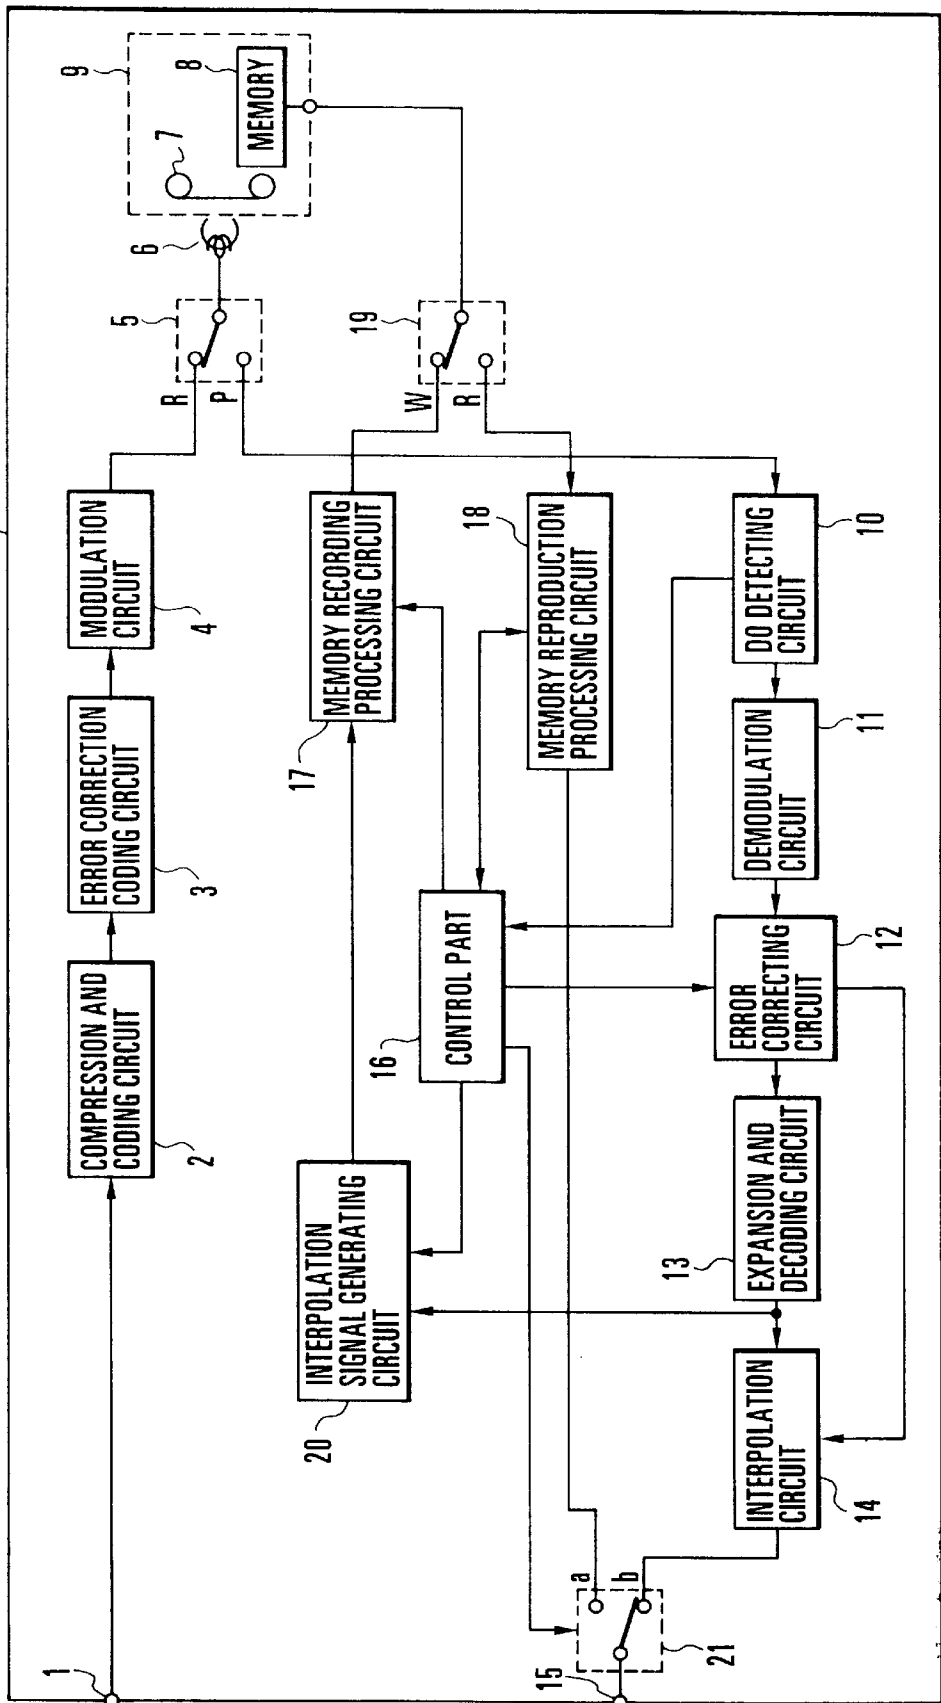 1
COMPRESSION AND
CODING CIRCUIT
2
ERROR CORRECTION
CODING CIRCUIT
3
MODULATION
CIRCUIT
4
R
P
5
6
7
MEMORY
8
9
INTERPOLATION
SIGNAL GENERATING
CIRCUIT
20
MEMORY RECORDING
PROCESSING CIRCUIT
17
W
R
19
CONTROL PART
16
MEMORY REPRODUCTION
PROCESSING CIRCUIT
18
15
a
b
21
INTERPOLATION
CIRCUIT
14
EXPANSION AND
DECODING CIRCUIT
13
ERROR
CORRECTING
CIRCUIT
12
DEMODULATION
CIRCUIT
11
DO DETECTING
CIRCUIT
10